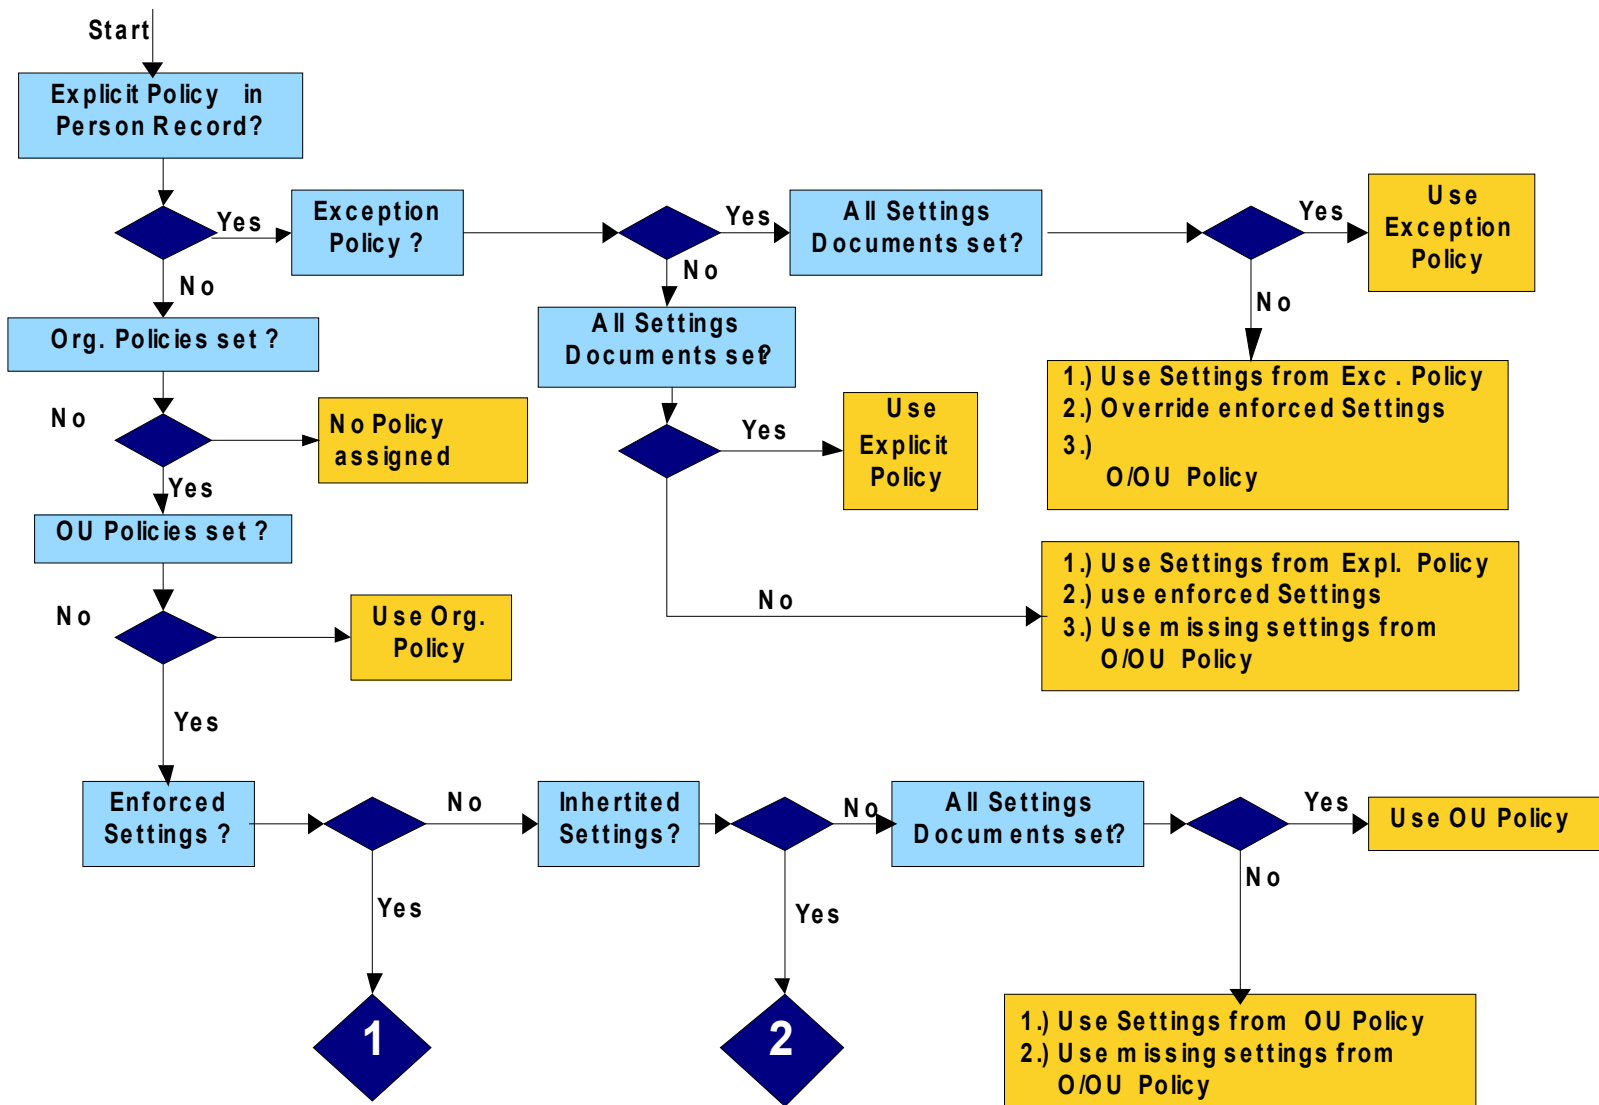 Start
Explicit Policy in
Person Record?
Yes
Exception
Policy ?
Yes
All Settings
Documents set?
Yes
Use
Exception
Policy
No
No
No
Org. Policies set ?
All Settings
Documents set?
1.) Use Settings from Exc . Policy
2.) Override enforced Settings
3.)
O/OU Policy
No
No Policy
assigned
Yes
Use
Explicit
Policy
Yes
OU Policies set ?
1.) Use Settings from Expl. Policy
2.) use enforced Settings
3.) Use missing settings from
O/OU Policy
No
No
Use Org.
Policy
Yes
Enforced
Settings ?
No
Inhertited
Settings?
No
All Settings
Documents set?
Yes
Use OU Policy
Yes
Yes
No
1
2
1.) Use Settings from OU Policy
2.) Use missing settings from
O/OU Policy